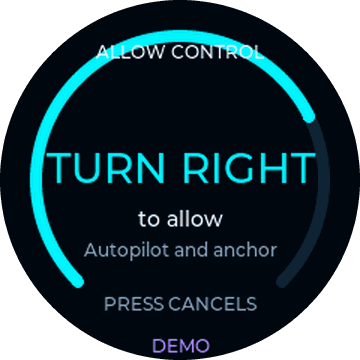 ALLOW CONTROL
TURN RIGHT
to allow
Autopilot and anchor
PRESS CANCELS
DEMO